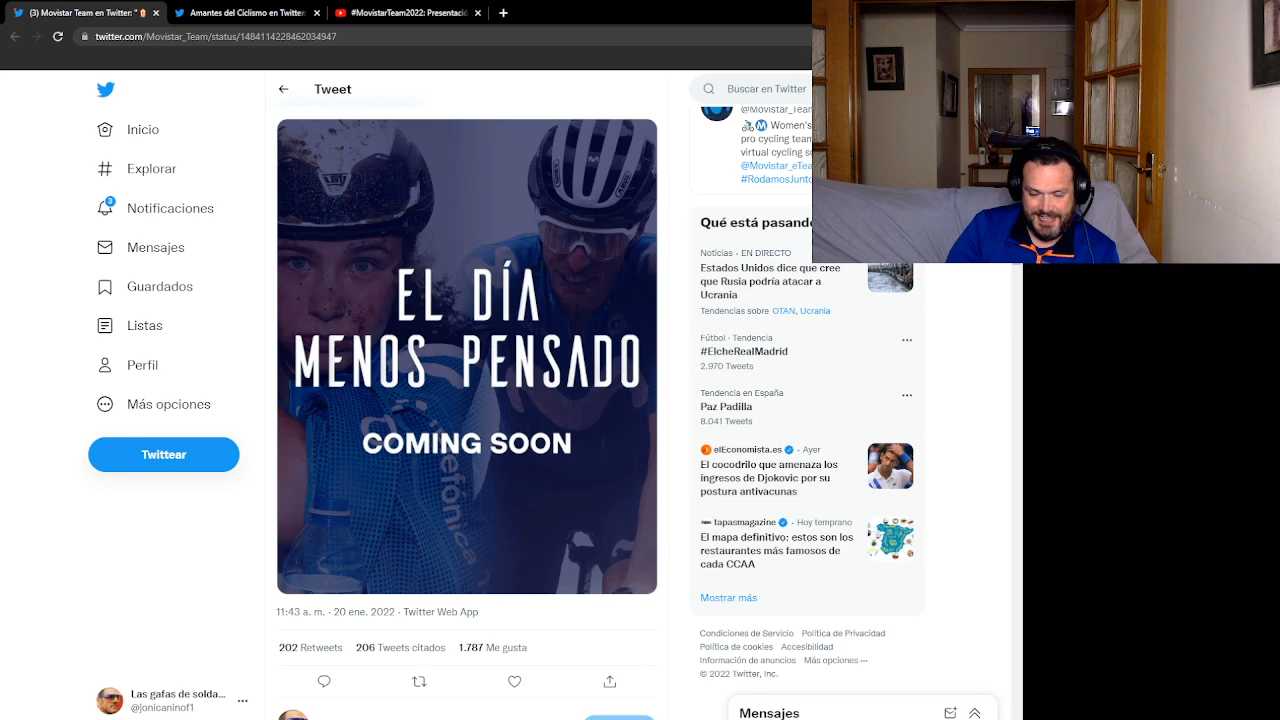 (3) Movistar Team en Twitter: "
Amantes del Ciclismo en Twitter:
#MovistarTeam2022: Presentació
twitter.com/Movistar_Team/status/1484114228462034947
Tweet
Buscar en Twitter
Inicio
Explorar
3
Notificaciones
Mensajes
Guardados
Listas
Perfil
Más opciones
Twittear
Las gafas de solda...
@jonicaninof1
EL DÍA
MENOS PENSADO
COMING SOON
ABUS
11:43 a. m. · 20 ene. 2022 · Twitter Web App
202 Retweets 206 Tweets citados 1.787 Me gusta
@Movistar_Team
Women's
pro cycling team
virtual cycling sq
@Movistar_eTea
#RodamosJunto
Qué está pasando
Noticias · EN DIRECTO
Estados Unidos dice que cree
que Rusia podría atacar a
Ucrania
Tendencias sobre OTAN, Ucrania
Fútbol · Tendencia
#ElcheRealMadrid
2.970 Tweets
Tendencia en España
Paz Padilla
8.041 Tweets
elEconomista.es · Ayer
El cocodrilo que amenaza los
ingresos de Djokovic por su
postura antivacunas
tapasmagazine · Hoy temprano
El mapa definitivo: estos son los
restaurantes más famosos de
cada CCAA
Mostrar más
Condiciones de Servicio Política de Privacidad
Política de cookies Accesibilidad
Información de anuncios Más opciones ···
© 2022 Twitter, Inc.
Mensajes